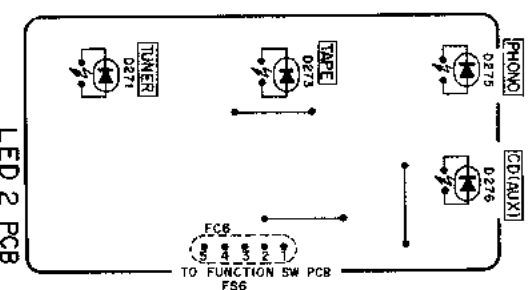 TUNER
D271
TAPE
D273
PHONO
D275
CD(AUX)
D276
LED 2 PCB
FC6
5 4 3 2 1
TO FUNCTION SW PCB
FS6